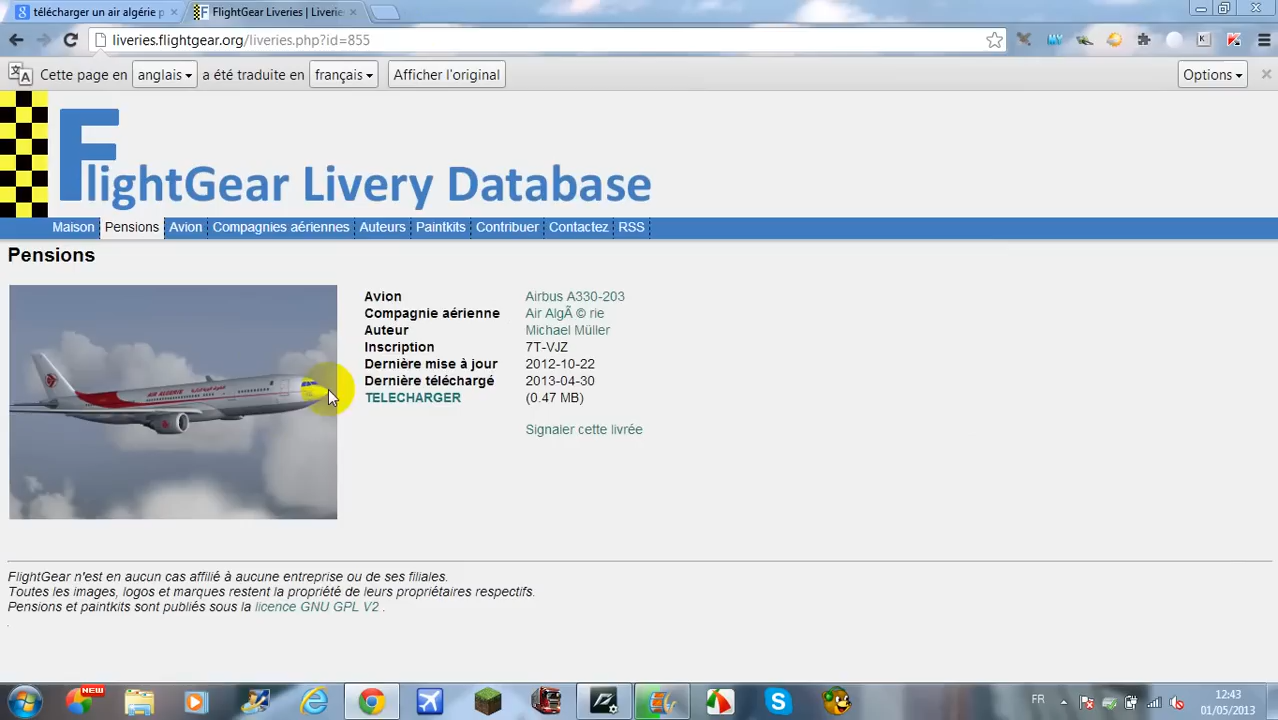 télécharger un air algérie p
FlightGear Liveries | Liverie
liveries.flightgear.org/liveries.php?id=855
Cette page en anglais a été traduite en français Afficher l'original Options
FlightGear Livery Database
Maison Pensions Avion Compagnies aériennes Auteurs Paintkits Contribuer Contactez RSS
Pensions
Avion Airbus A330-203
Compagnie aérienne Air AlgÃ © rie
Auteur Michael Müller
Inscription 7T-VJZ
Dernière mise à jour 2012-10-22
Dernière téléchargé 2013-04-30
TELECHARGER (0.47 MB)
Signaler cette livrée
AIR ALGERIE
FlightGear n'est en aucun cas affilié à aucune entreprise ou de ses filiales.
Toutes les images, logos et marques restent la propriété de leurs propriétaires respectifs.
Pensions et paintkits sont publiés sous la licence GNU GPL V2 .
NEW
FR
12:43
01/05/2013